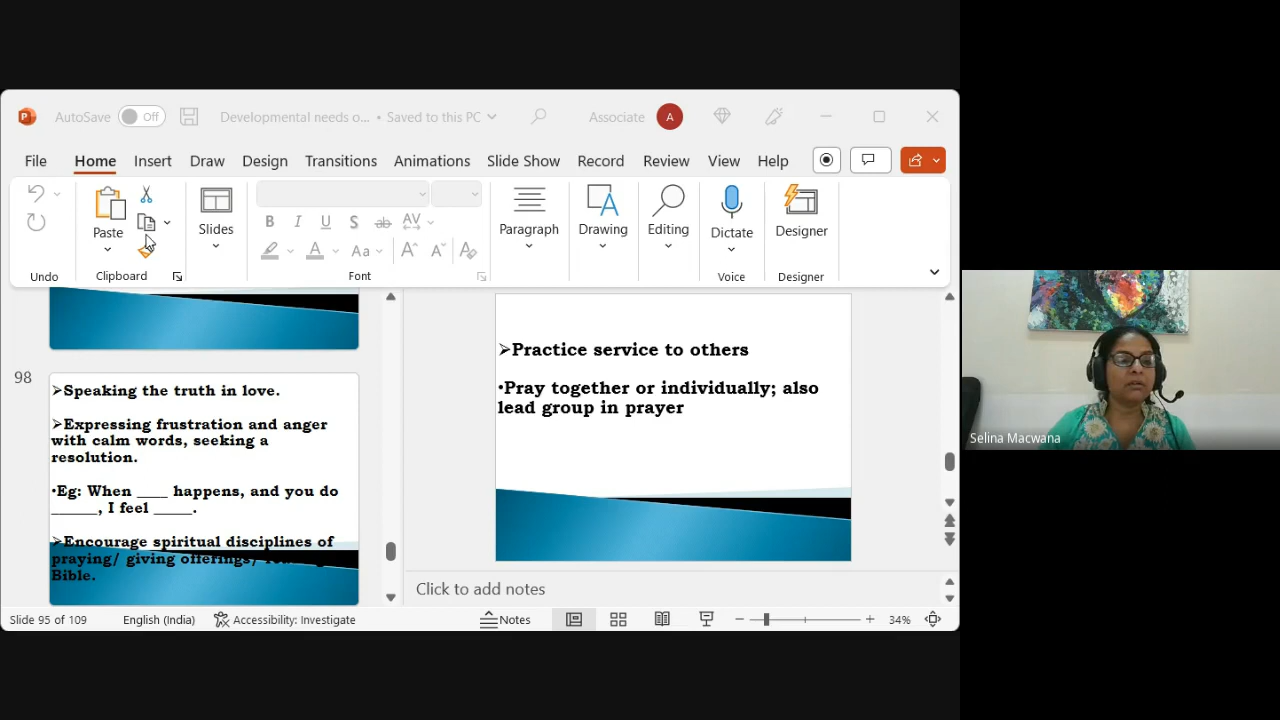 AutoSave Off Developmental needs o... • Saved to this PC Associate A
File Home Insert Draw Design Transitions Animations Slide Show Record Review View Help
Paste Slides Paragraph Drawing Editing Dictate Designer
B I U S ab AV
A Aa A A A
Undo Clipboard Font Voice Designer
98
➢Speaking the truth in love.
➢Expressing frustration and anger
with calm words, seeking a
resolution.
•Eg: When ____ happens, and you do
______, I feel _____.
➢Encourage spiritual disciplines of
praying/ giving offerings/
Bible.
➢Practice service to others
•Pray together or individually; also
lead group in prayer
Click to add notes
Slide 95 of 109 English (India) Accessibility: Investigate Notes 34%
Selina Macwana